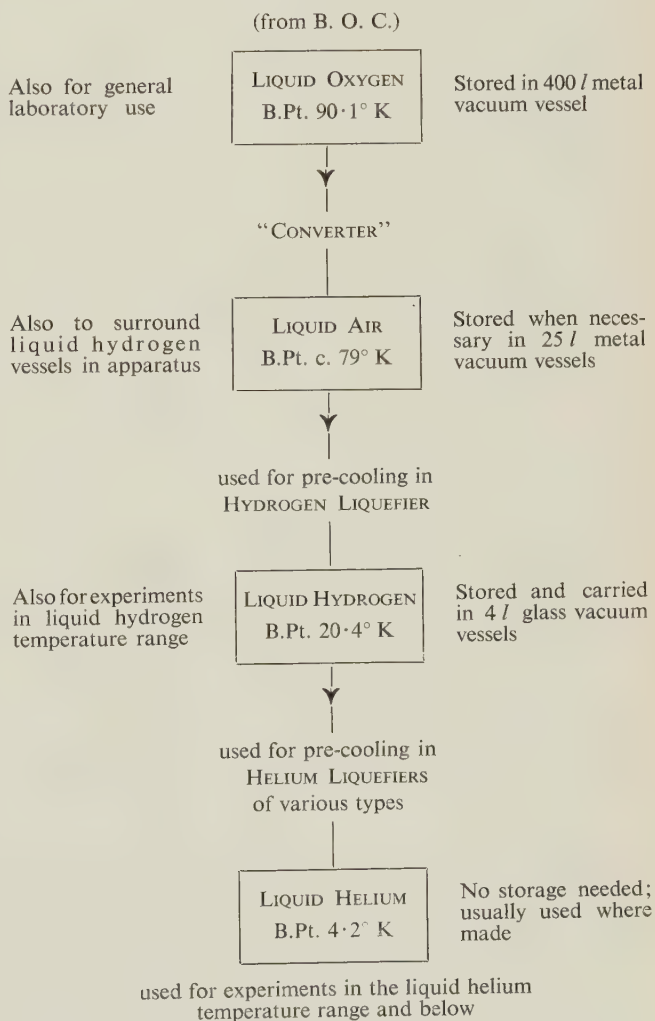 (from B. O. C.)
Also for general
laboratory use
LIQUID OXYGEN
B.Pt. 90·1° K
Stored in 400 l metal
vacuum vessel
"CONVERTER"
Also to surround
liquid hydrogen
vessels in apparatus
LIQUID AIR
B.Pt. c. 79° K
Stored when neces-
sary in 25 l metal
vacuum vessels
used for pre-cooling in
HYDROGEN LIQUEFIER
Also for experiments
in liquid hydrogen
temperature range
LIQUID HYDROGEN
B.Pt. 20·4° K
Stored and carried
in 4 l glass vacuum
vessels
used for pre-cooling in
HELIUM LIQUEFIERS
of various types
LIQUID HELIUM
B.Pt. 4·2° K
No storage needed;
usually used where
made
used for experiments in the liquid helium
temperature range and below